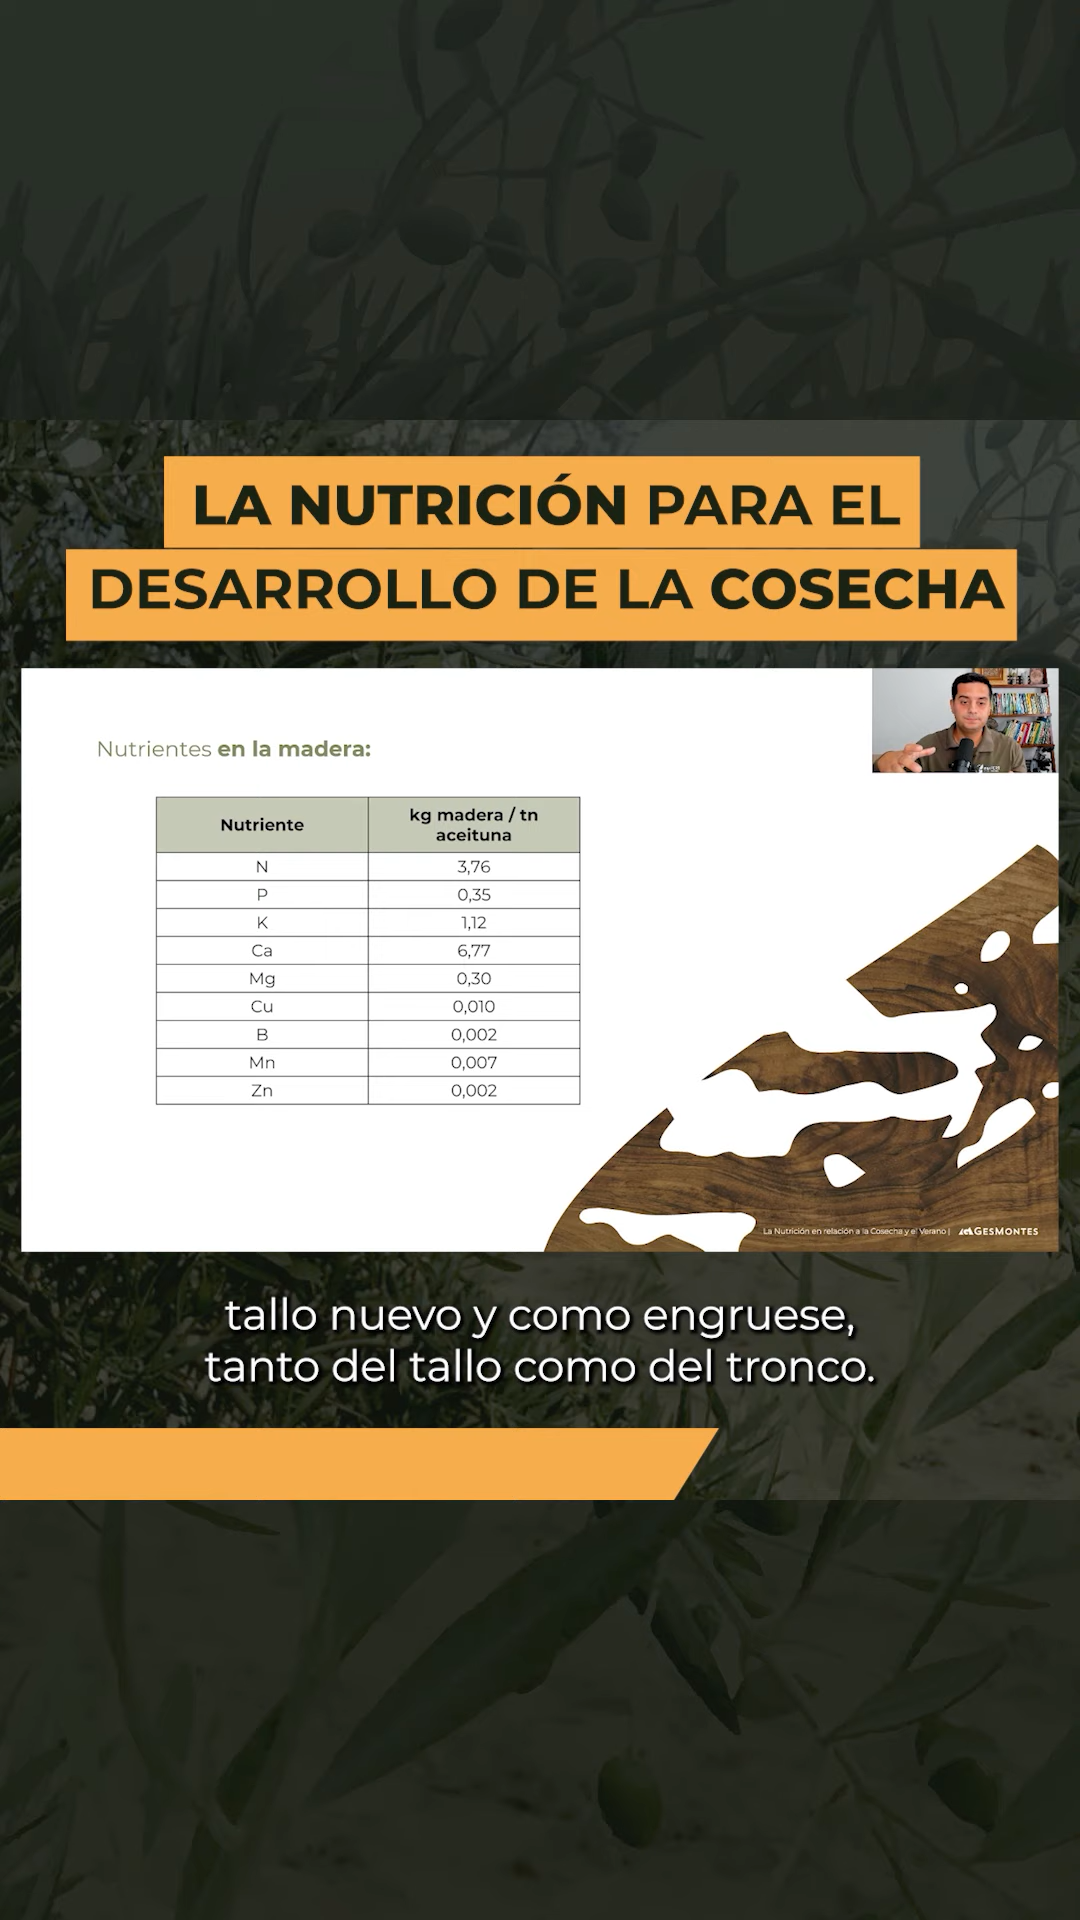 LA NUTRICIÓN PARA EL
DESARROLLO DE LA COSECHA
Nutrientes en la madera:
Nutriente
kg madera / tn
aceituna
N 3,76
P 0,35
K 1,12
Ca 6,77
Mg 0,30
Cu 0,010
B 0,002
Mn 0,007
Zn 0,002
La Nutrición en relación a la Cosecha y el Verano | GESMONTES
tallo nuevo y como engruese,
tanto del tallo como del tronco.